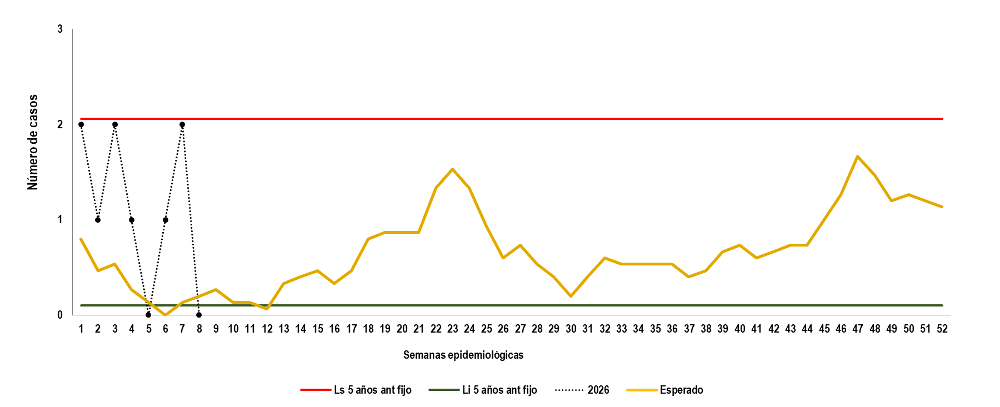 3
2
1
0
Número de casos
1 2 3 4 5 6 7 8 9 10 11 12 13 14 15 16 17 18 19 20 21 22 23 24 25 26 27 28 29 30 31 32 33 34 35 36 37 38 39 40 41 42 43 44 45 46 47 48 49 50 51 52
Semanas epidemiológicas
Ls 5 años ant fijo Li 5 años ant fijo 2026 Esperado